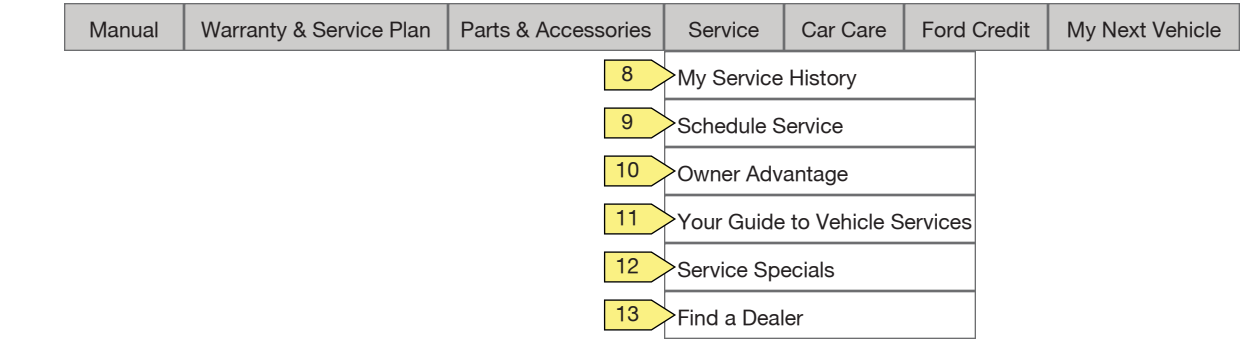 Manual Warranty & Service Plan Parts & Accessories Service Car Care Ford Credit My Next Vehicle
8 My Service History
9 Schedule Service
10 Owner Advantage
11 Your Guide to Vehicle Services
12 Service Specials
13 Find a Dealer